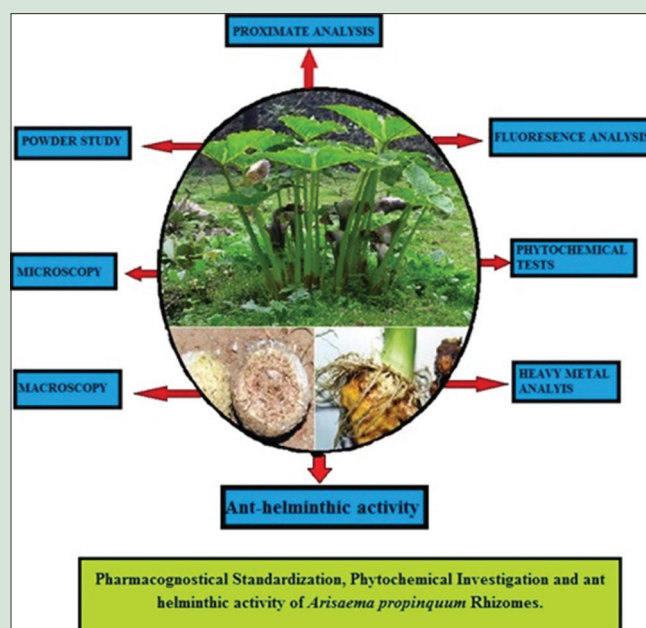 PROXIMATE ANALYSIS
POWDER STUDY
FLUORESENCE ANALYSIS
MICROSCOPY
PHYTOCHEMICAL
TESTS
MACROSCOPY
HEAVY METAL
ANALYIS
Ant-helminthic activity
Pharmacognostical Standardization, Phytochemical Investigation and ant
helminthic activity of Arisaema propinquum Rhizomes.